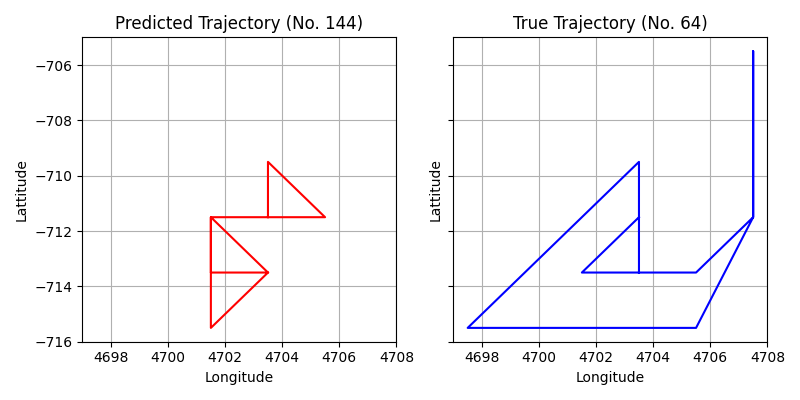 Predicted Trajectory (No. 144)
True Trajectory (No. 64)
−706
−708
−710
−712
−714
−716
Lattitude
Lattitude
4698 4700 4702 4704 4706 4708
4698 4700 4702 4704 4706 4708
Longitude
Longitude